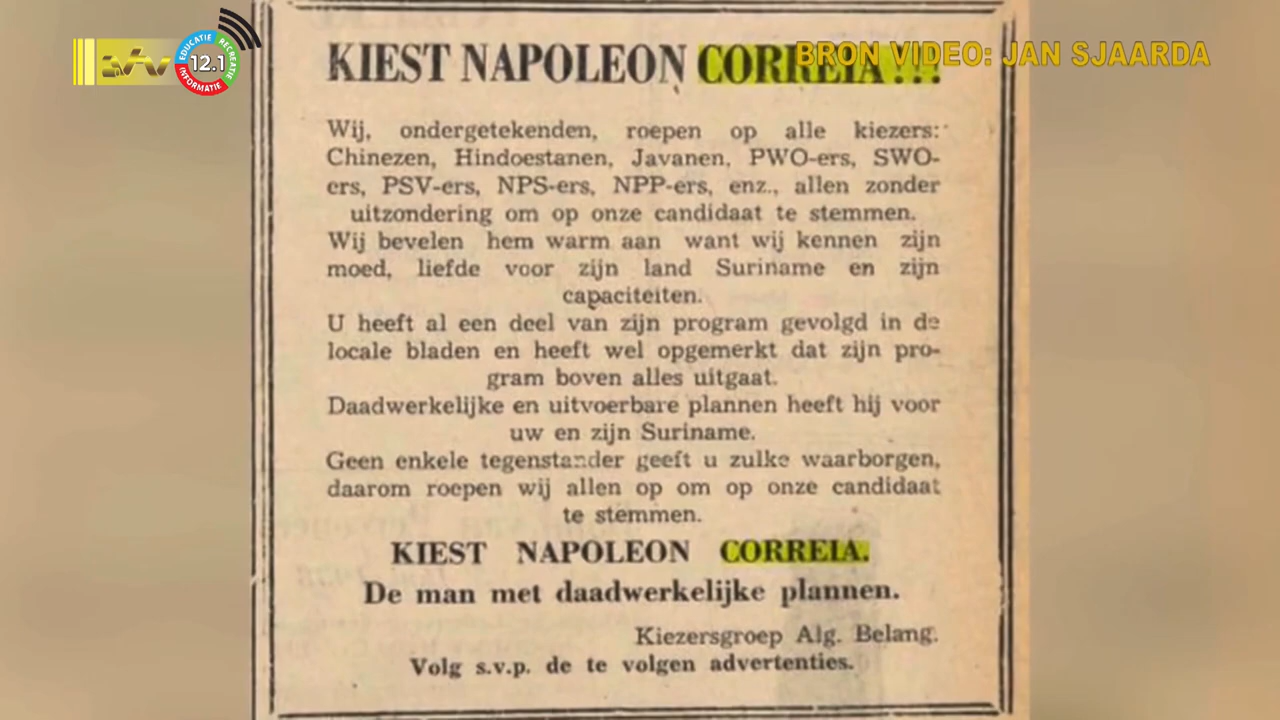 EDUCATIE
RECREATIE
INFORMATIE
12.1
BRON VIDEO: JAN SJAARDA
KIEST NAPOLEON CORREIA!!!
Wij, ondergetekenden, roepen op alle kiezers:
Chinezen, Hindoestanen, Javanen, PWO-ers, SWO-
ers, PSV-ers, NPS-ers, NPP-ers, enz., allen zonder
uitzondering om op onze candidaat te stemmen.
Wij bevelen hem warm aan want wij kennen zijn
moed, liefde voor zijn land Suriname en zijn
capaciteiten.
U heeft al een deel van zijn program gevolgd in de
locale bladen en heeft wel opgemerkt dat zijn pro-
gram boven alles uitgaat.
Daadwerkelijke en uitvoerbare plannen heeft hij voor
uw en zijn Suriname.
Geen enkele tegenstander geeft u zulke waarborgen,
daarom roepen wij allen op om op onze candidaat
te stemmen.
KIEST NAPOLEON CORREIA.
De man met daadwerkelijke plannen.
Kiezersgroep Alg. Belang.
Volg s.v.p. de te volgen advertenties.